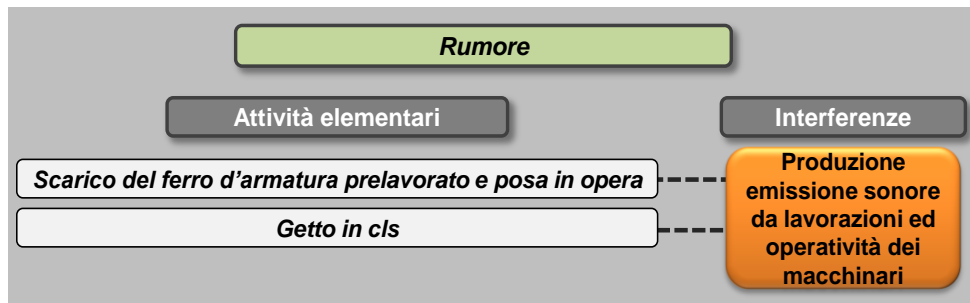 Rumore
Attività elementari
Interferenze
Scarico del ferro d'armatura prelavorato e posa in opera
Getto in cls
Produzione
emissione sonore
da lavorazioni ed
operatività dei
macchinari